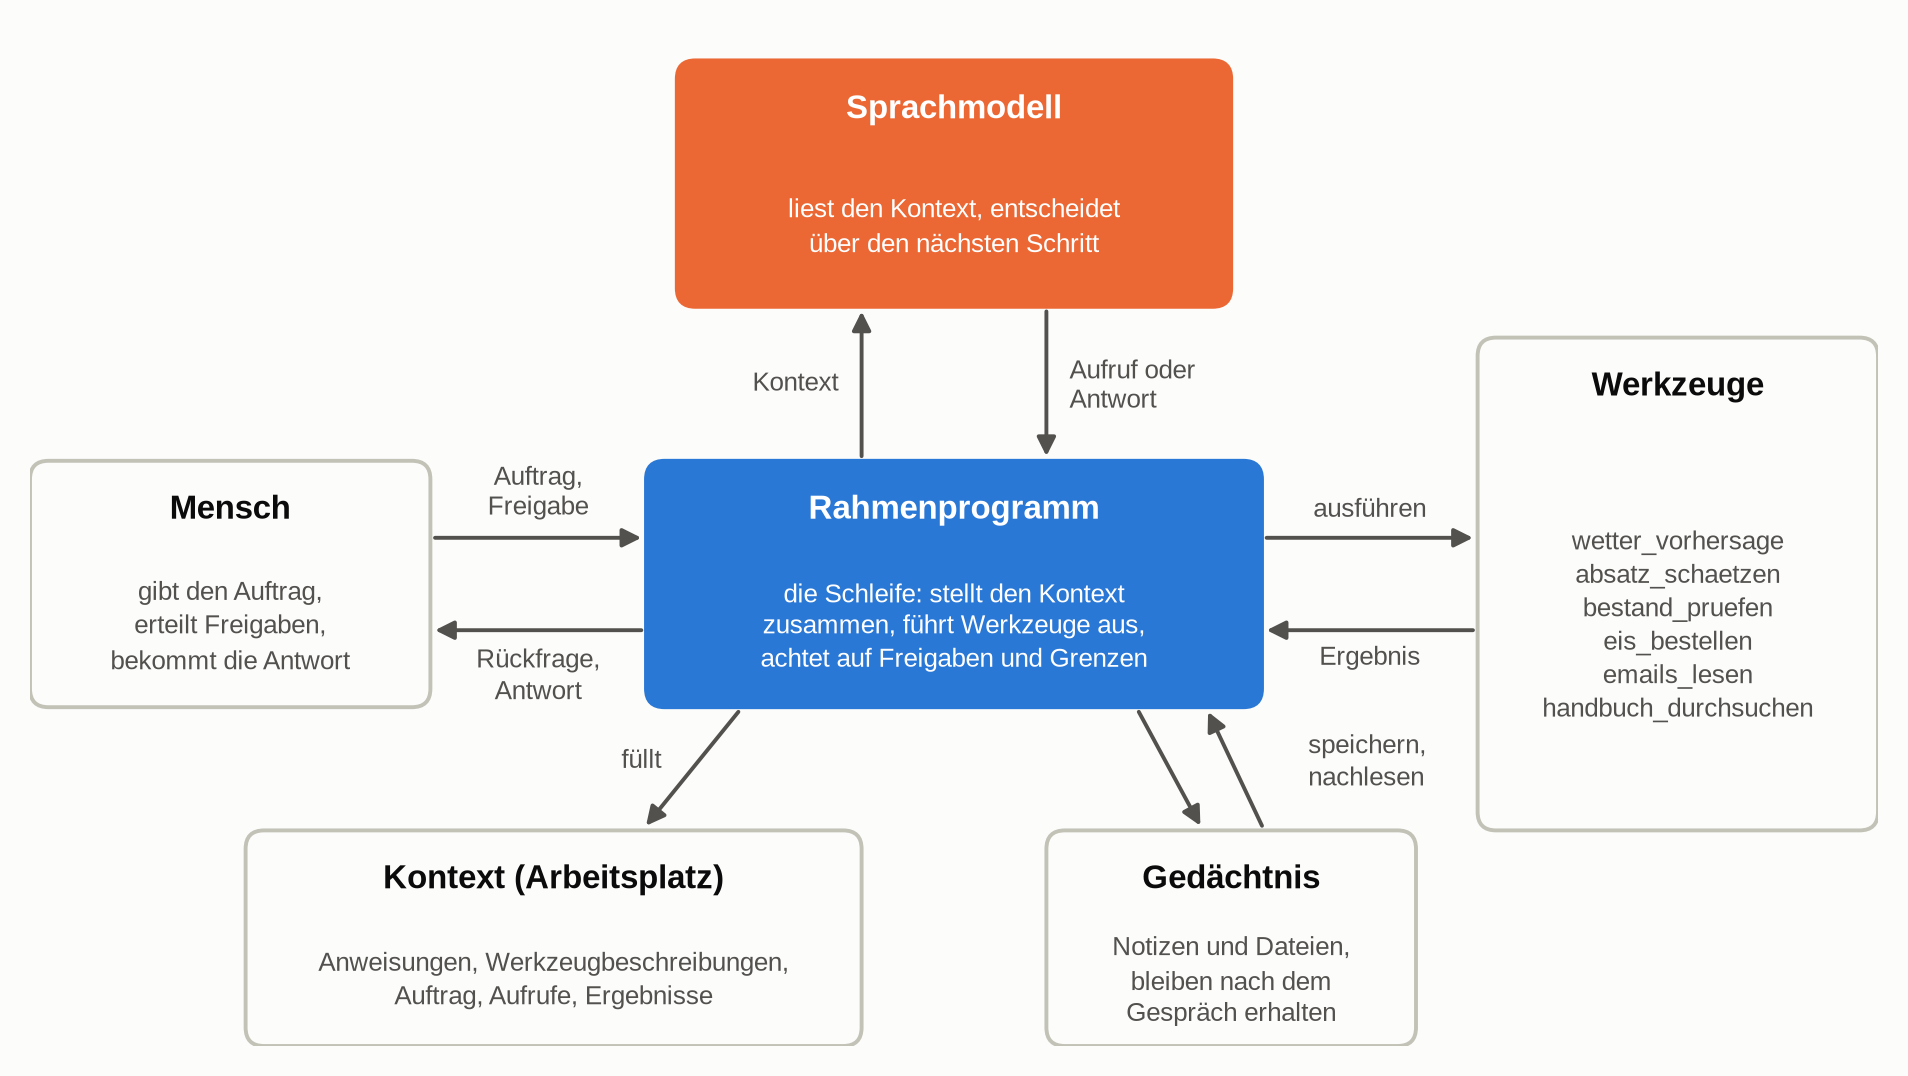 Sprachmodell
liest den Kontext, entscheidet
über den nächsten Schritt
Kontext
Aufruf oder
Antwort
Mensch
gibt den Auftrag,
erteilt Freigaben,
bekommt die Antwort
Auftrag,
Freigabe
Rückfrage,
Antwort
Rahmenprogramm
die Schleife: stellt den Kontext
zusammen, führt Werkzeuge aus,
achtet auf Freigaben und Grenzen
ausführen
Ergebnis
Werkzeuge
wetter_vorhersage
absatz_schaetzen
bestand_pruefen
eis_bestellen
emails_lesen
handbuch_durchsuchen
füllt
speichern,
nachlesen
Kontext (Arbeitsplatz)
Anweisungen, Werkzeugbeschreibungen,
Auftrag, Aufrufe, Ergebnisse
Gedächtnis
Notizen und Dateien,
bleiben nach dem
Gespräch erhalten